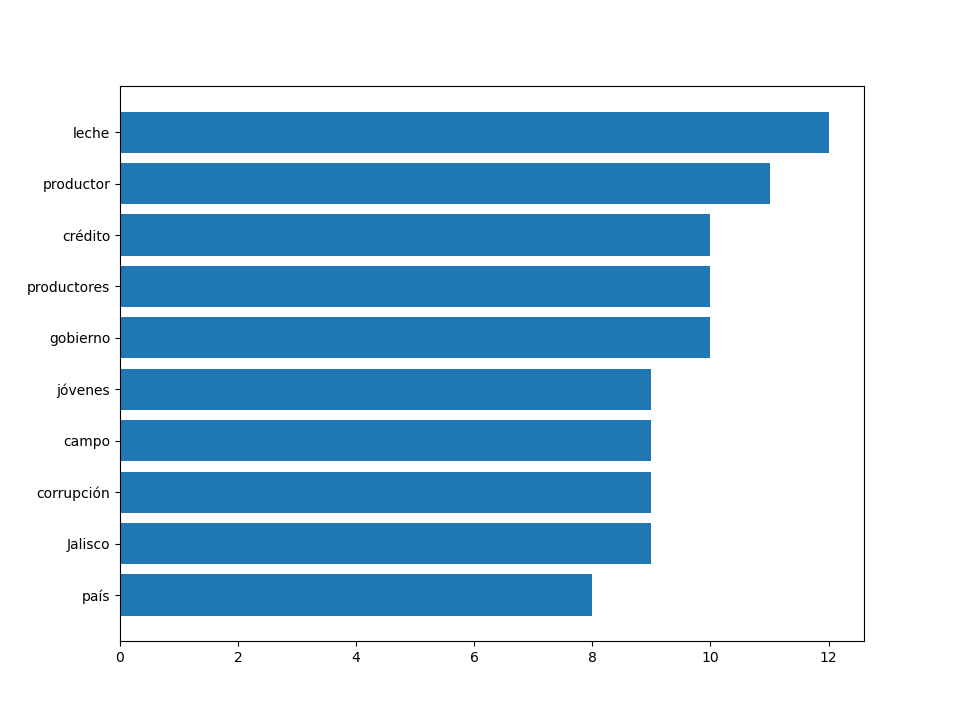 leche
productor
crédito
productores
gobierno
jóvenes
campo
corrupción
Jalisco
país
0 2 4 6 8 10 12